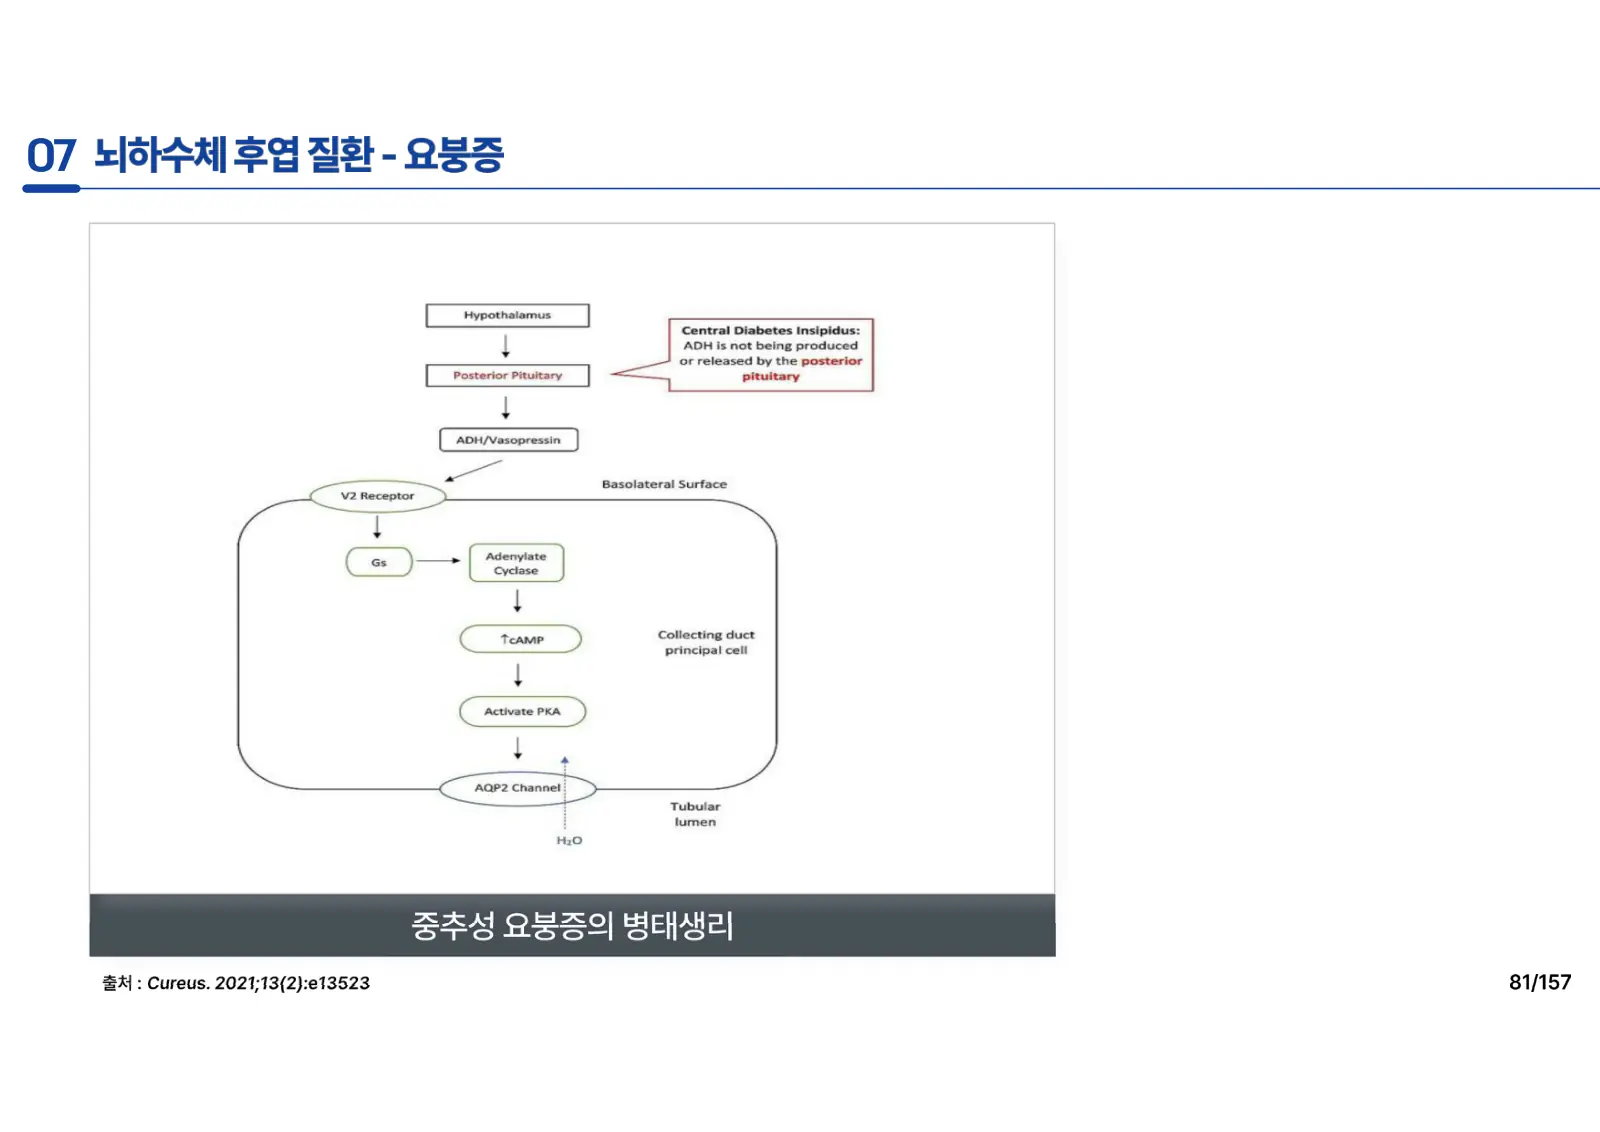 07 뇌하수체 후엽 질환 - 요붕증
Hypothalamus
Central Diabetes Insipidus:
ADH is not being produced
or released by the posterior
pituitary
Posterior Pituitary
ADH/Vasopressin
Basolateral Surface
V2 Receptor
Gs
Adenylate
Cyclase
↑cAMP
Collecting duct
principal cell
Activate PKA
AQP2 Channel
Tubular
lumen
H₂O
중추성 요붕증의 병태생리
출처 : Cureus. 2021;13(2):e13523
81/157